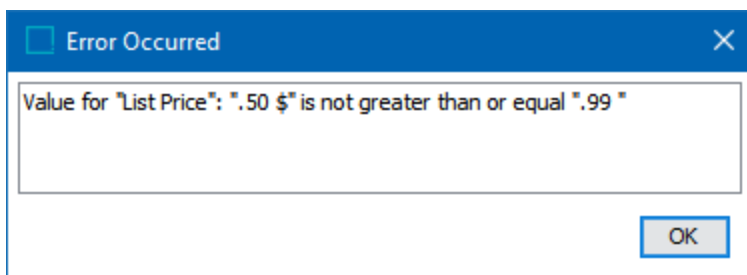 Error Occurred
Value for "List Price": ".50 $" is not greater than or equal ".99 "
OK